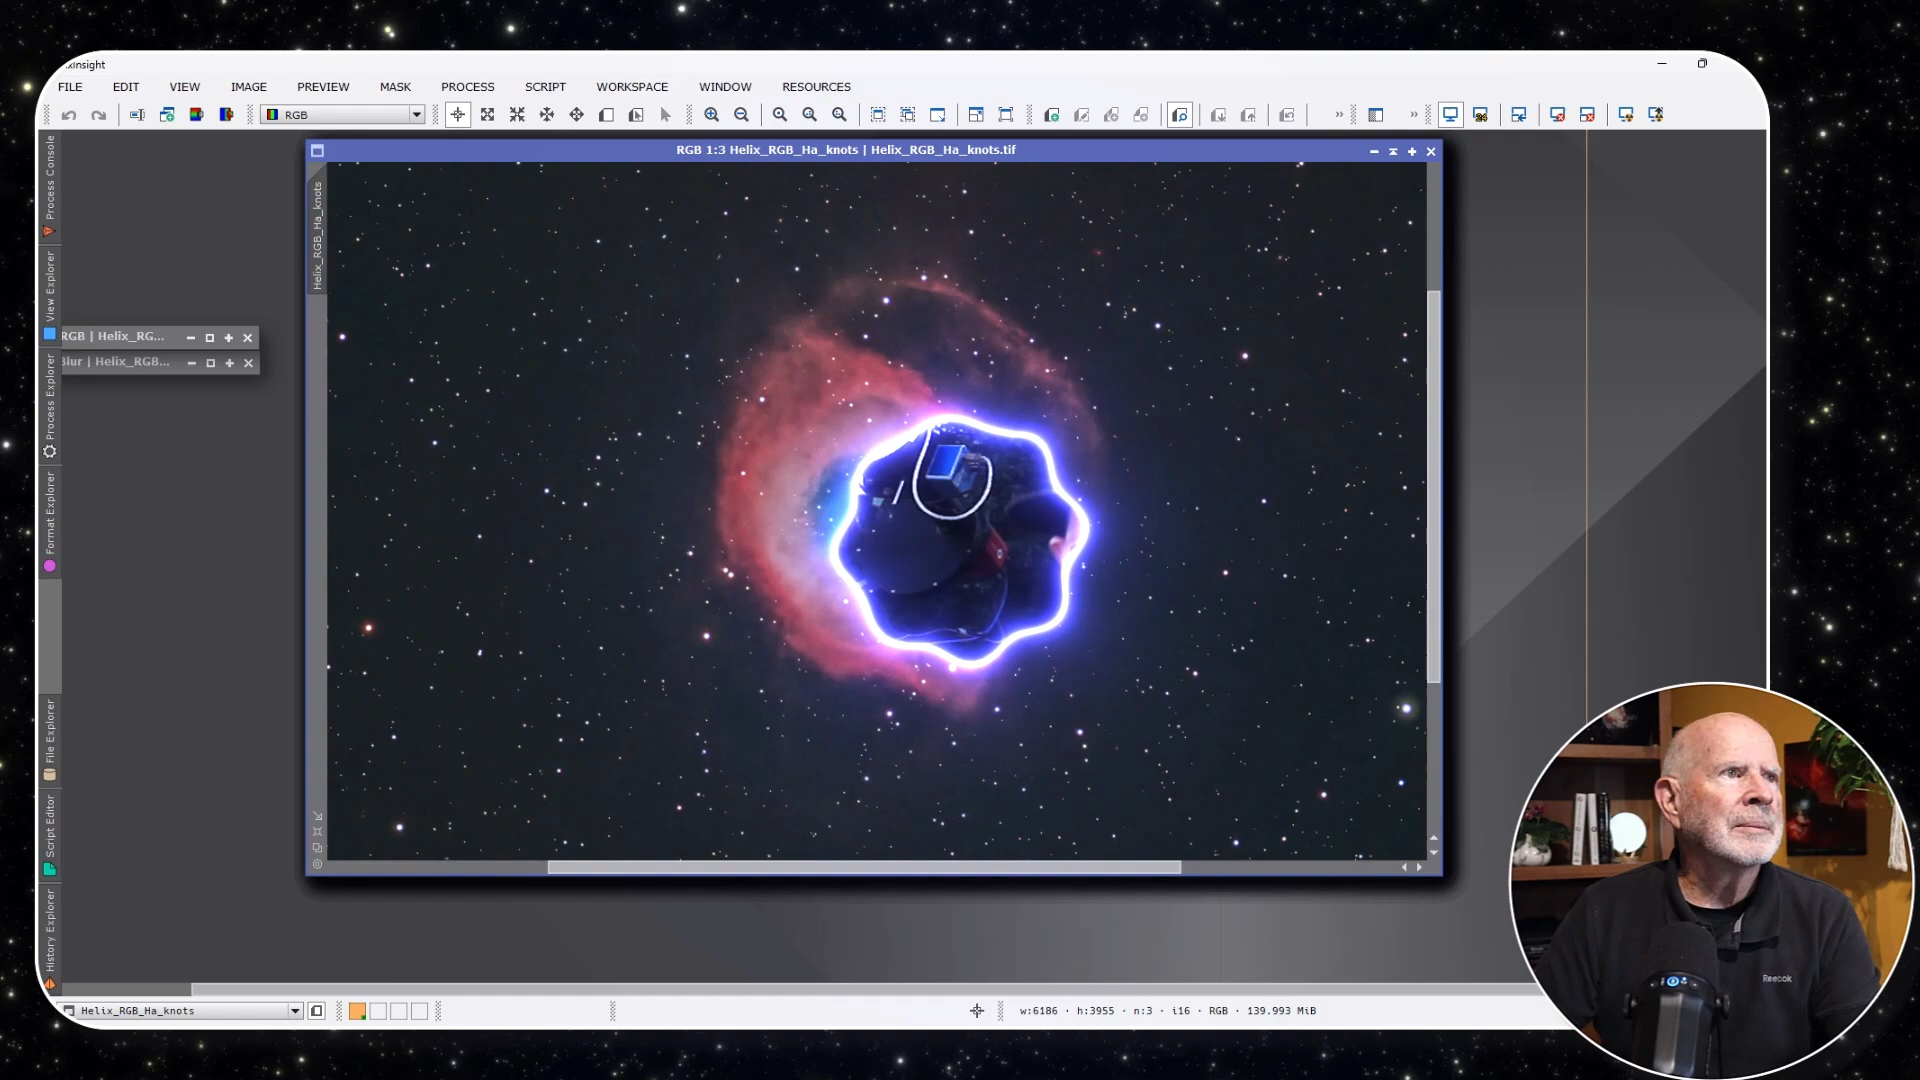 FILE EDIT VIEW IMAGE PREVIEW MASK PROCESS SCRIPT WORKSPACE WINDOW RESOURCES
RGB
RGB 1:3 Helix_RGB_Ha_knots | Helix_RGB_Ha_knots.tif
Helix_RGB_Ha_knots
Process Console
View Explorer
RGB | Helix_RG...
| Helix_RGB...
Process Explorer
Format Explorer
File Explorer
Script Editor
History Explorer
Helix_RGB_Ha_knots
w:6186 · h:3955 · n:3 · i16 · RGB · 139.993 MiB
Reebok